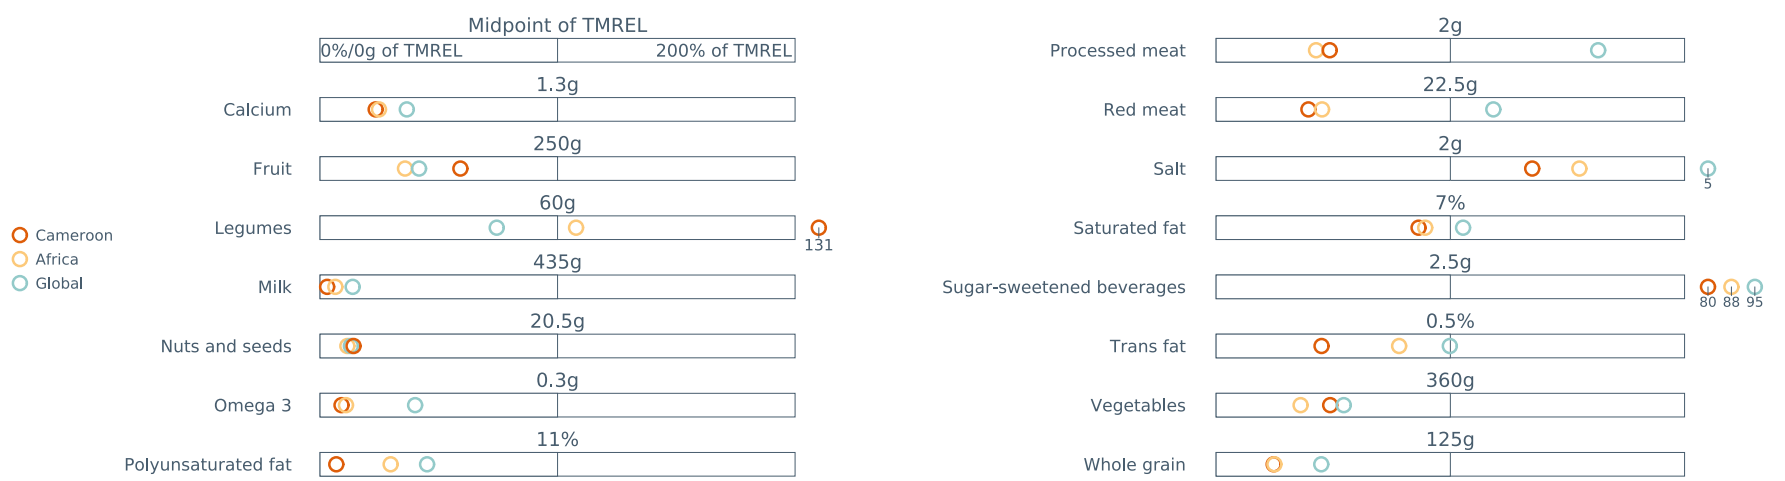 Midpoint of TMREL
0%/0g of TMREL 200% of TMREL
1.3g
Calcium
250g
Fruit
60g
Legumes
131
435g
Milk
20.5g
Nuts and seeds
0.3g
Omega 3
11%
Polyunsaturated fat
Cameroon
Africa
Global
2g
Processed meat
22.5g
Red meat
2g
Salt
5
7%
Saturated fat
2.5g
Sugar-sweetened beverages
80 88 95
0.5%
Trans fat
360g
Vegetables
125g
Whole grain